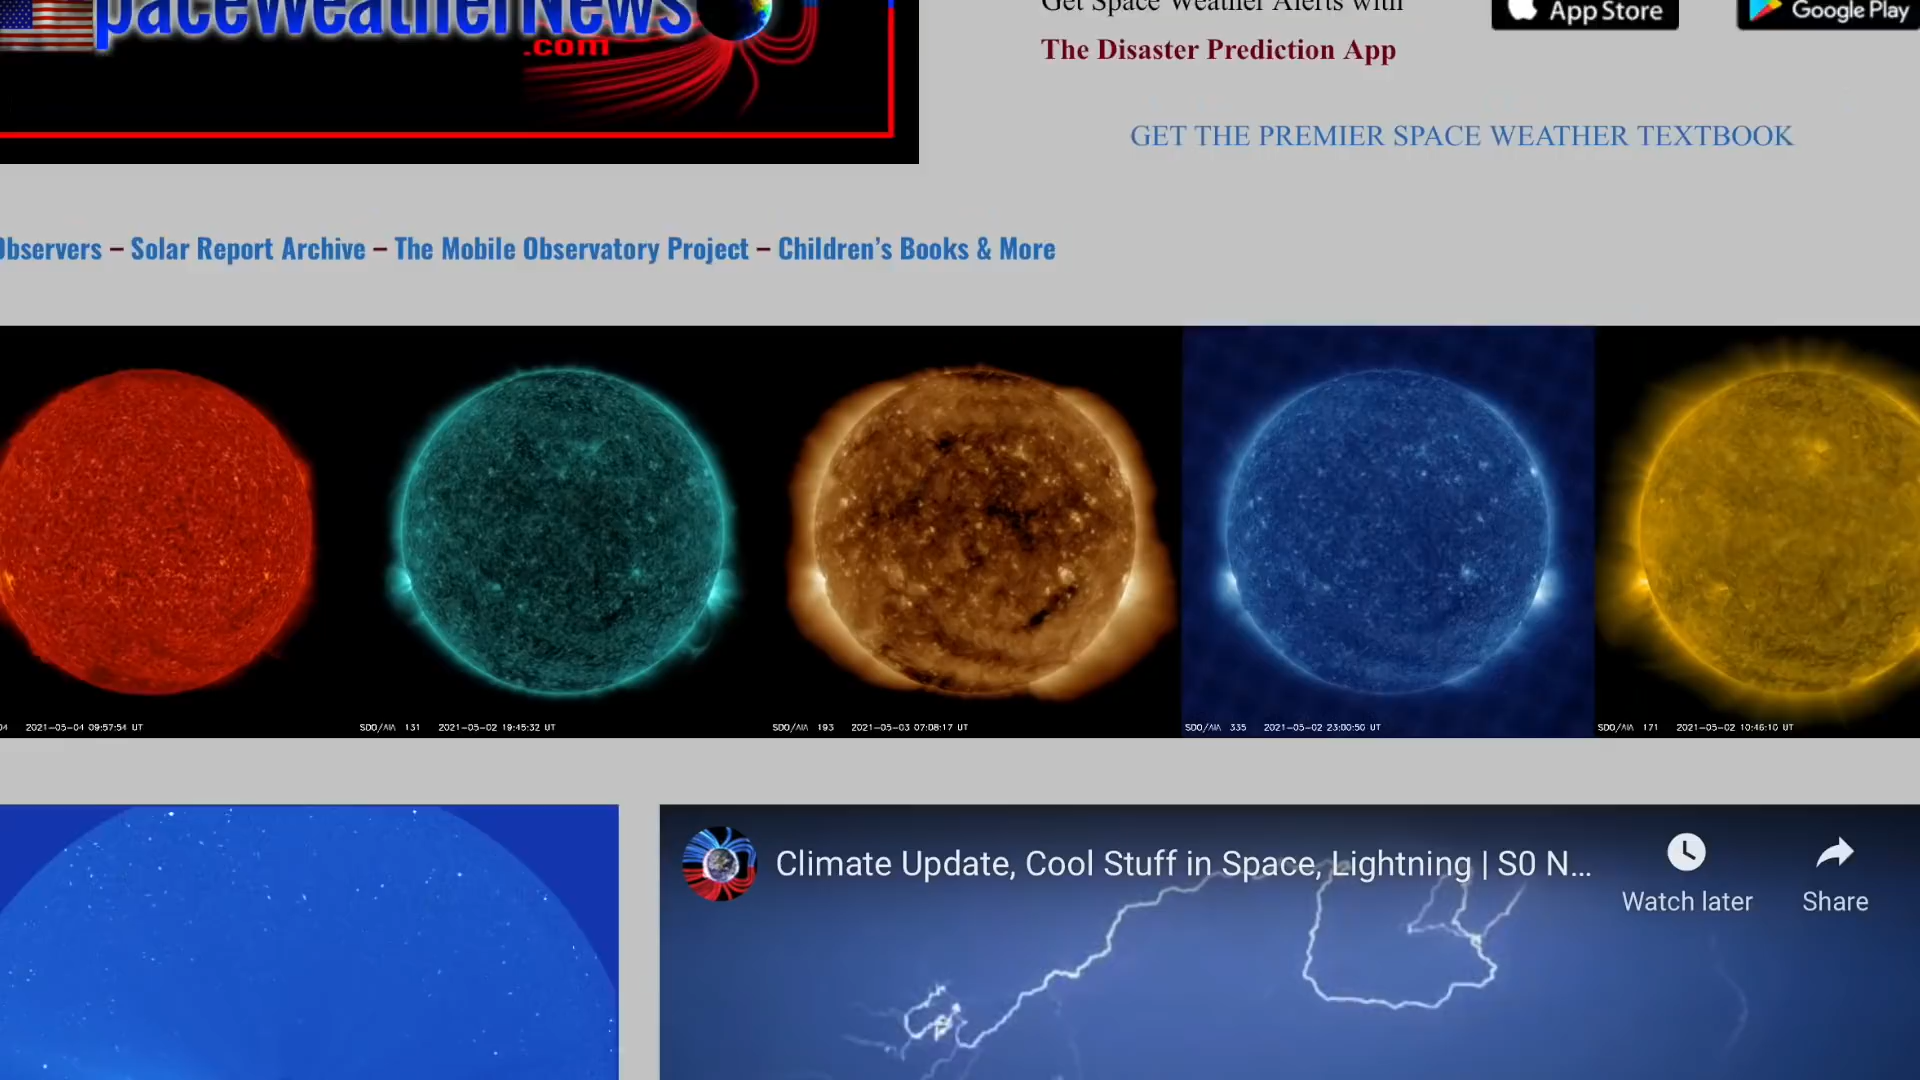 paceWeatherNews
.com
Get Space Weather Alerts with
The Disaster Prediction App
App Store
Google Play
GET THE PREMIER SPACE WEATHER TEXTBOOK
Observers – Solar Report Archive – The Mobile Observatory Project – Children's Books & More
04 2021-05-04 09:57:54 UT
SDO/AIA 131 2021-05-02 19:45:32 UT
SDO/AIA 193 2021-05-03 07:08:17 UT
SDO/AIA 335 2021-05-02 23:00:50 UT
SDO/AIA 171 2021-05-02 10:46:10 UT
Climate Update, Cool Stuff in Space, Lightning | S0 N...
Watch later
Share